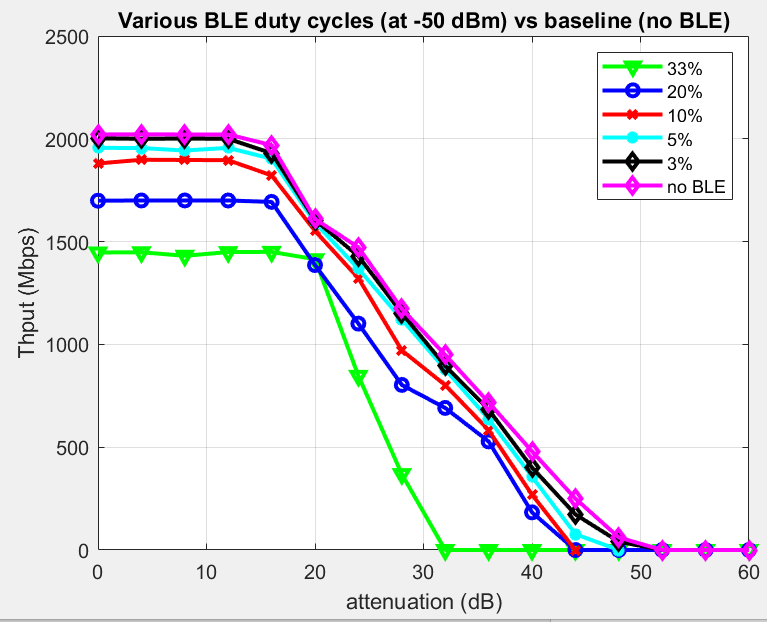 Various BLE duty cycles (at -50 dBm) vs baseline (no BLE)
2500
2000
1500
1000
500
0
Thput (Mbps)
0 10 20 30 40 50 60
attenuation (dB)
33%
20%
10%
5%
3%
no BLE